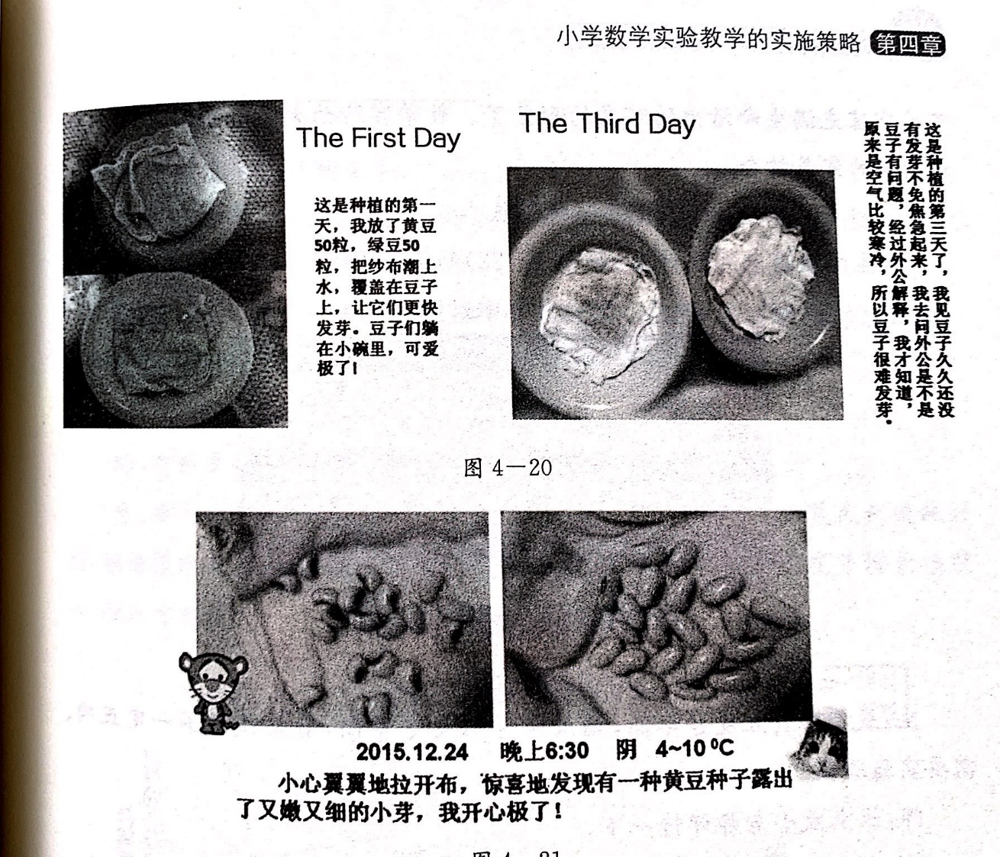 小学数学实验教学的实施策略 第四章
The First Day
这是种植的第一
天，我放了黄豆
50粒，绿豆50
粒，把纱布潮上
水，覆盖在豆子
上，让它们更快
发芽。豆子们躺
在小碗里，可爱
极了！
The Third Day
这是种植的第三天了，我见豆子久久还没
有发芽不免焦急起来，我去问外公是不是
豆子有问题，经过外公解释，我才知道，
原来是空气比较寒冷，所以豆子很难发芽。
图 4—20
2015.12.24 晚上6:30 阴 4~10 ⁰C
小心翼翼地拉开布，惊喜地发现有一种黄豆种子露出
了又嫩又细的小芽，我开心极了！
图 4—21